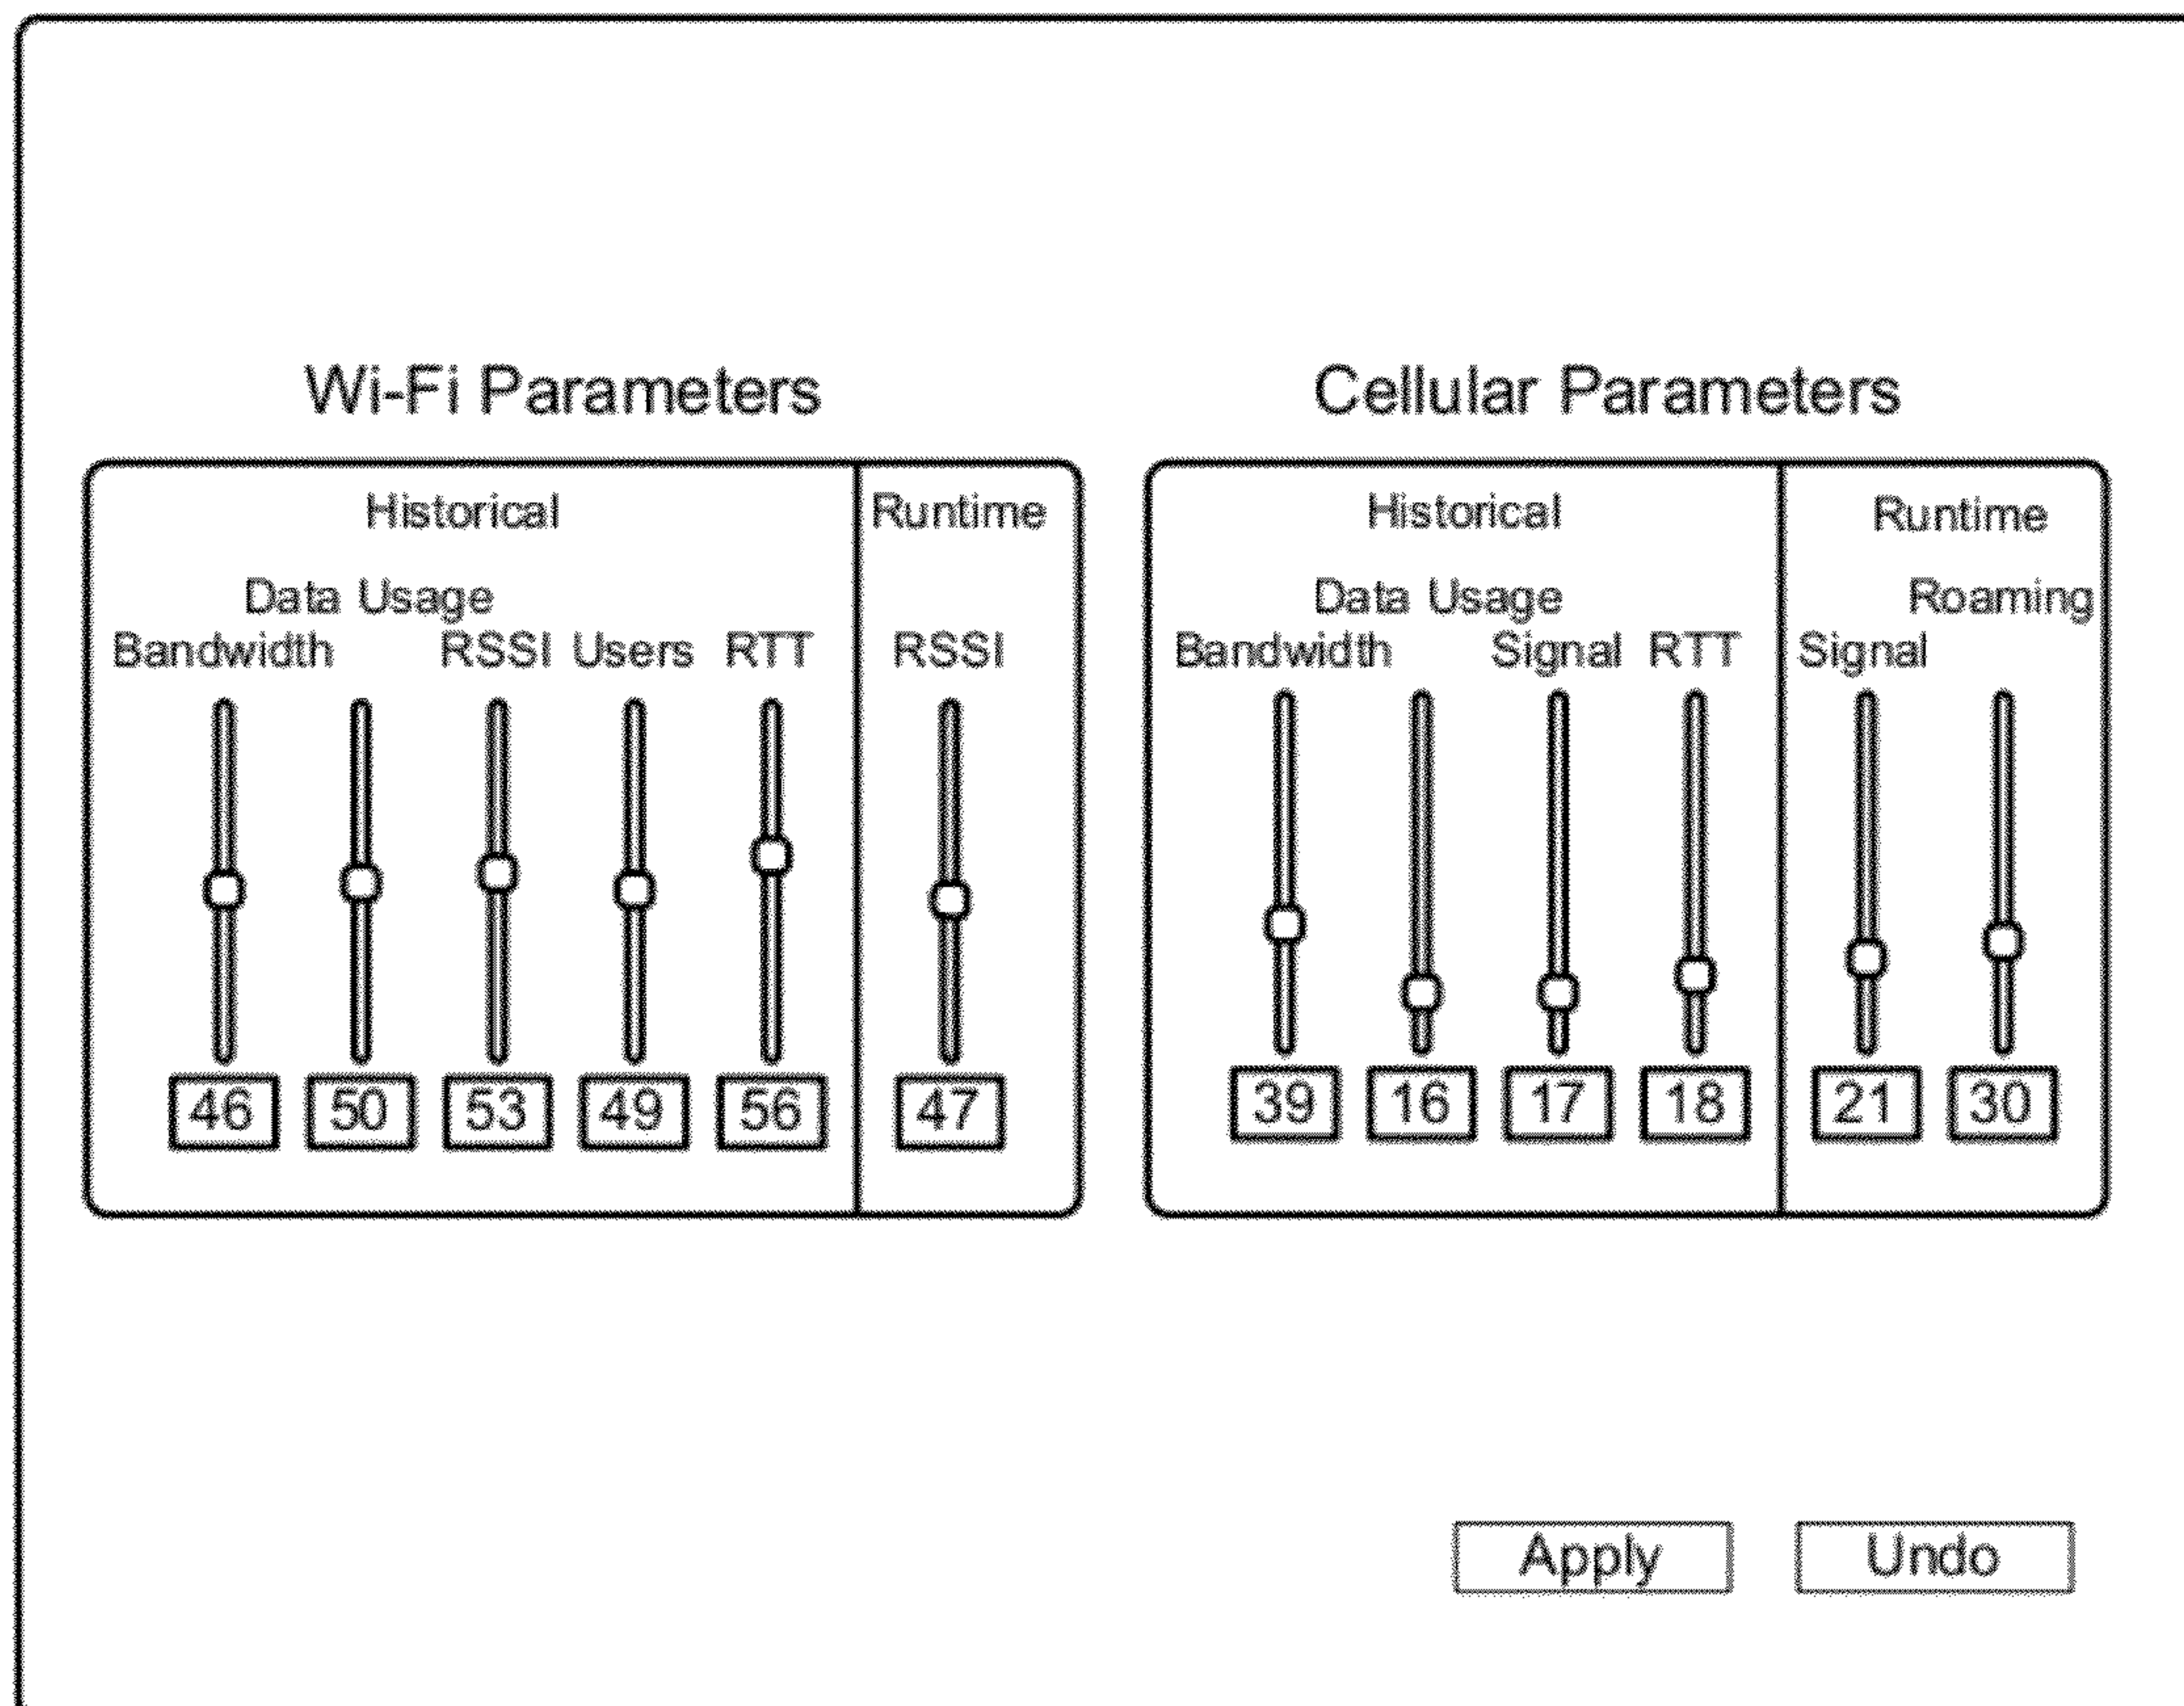 Wi-Fi Parameters
Historical Runtime
Data Usage
Bandwidth RSSI Users RTT RSSI
46 50 53 49 56 47
Cellular Parameters
Historical Runtime
Data Usage Roaming
Bandwidth Signal RTT Signal
39 16 17 18 21 30
Apply Undo